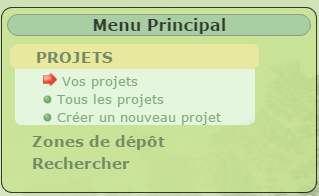 Menu Principal
PROJETS
Vos projets
Tous les projets
Créer un nouveau projet
Zones de dépôt
Rechercher